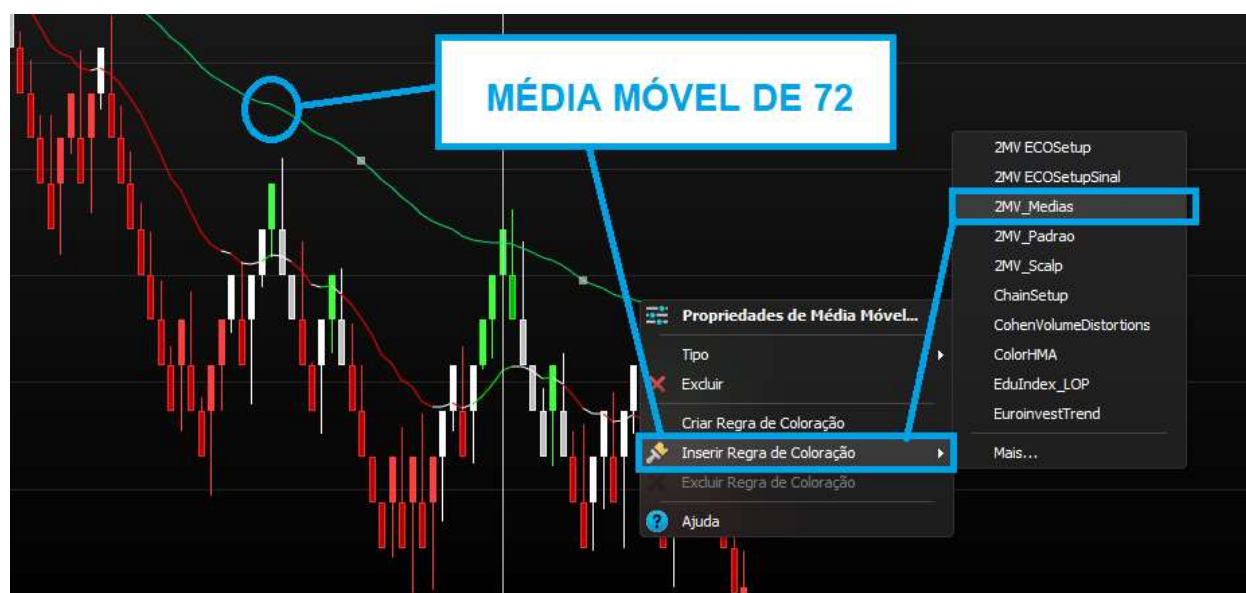 MÉDIA MÓVEL DE 72
Propriedades de Média Móvel...
Tipo
Excluir
Criar Regra de Coloração
Inserir Regra de Coloração
Excluir Regra de Coloração
Ajuda
2MV ECOSetup
2MV ECOSetupSinal
2MV_Medias
2MV_Padrao
2MV_Scalp
ChainSetup
CohenVolumeDistortions
ColorHMA
EduIndex_LOP
EuroinvestTrend
Mais...